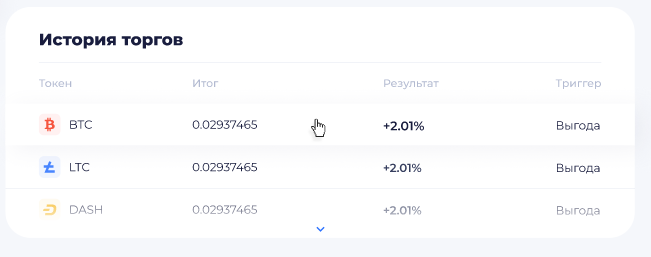 История торгов
Токен Итог Результат Триггер
BTC 0.02937465 +2.01% Выгода
LTC 0.02937465 +2.01% Выгода
DASH 0.02937465 +2.01% Выгода